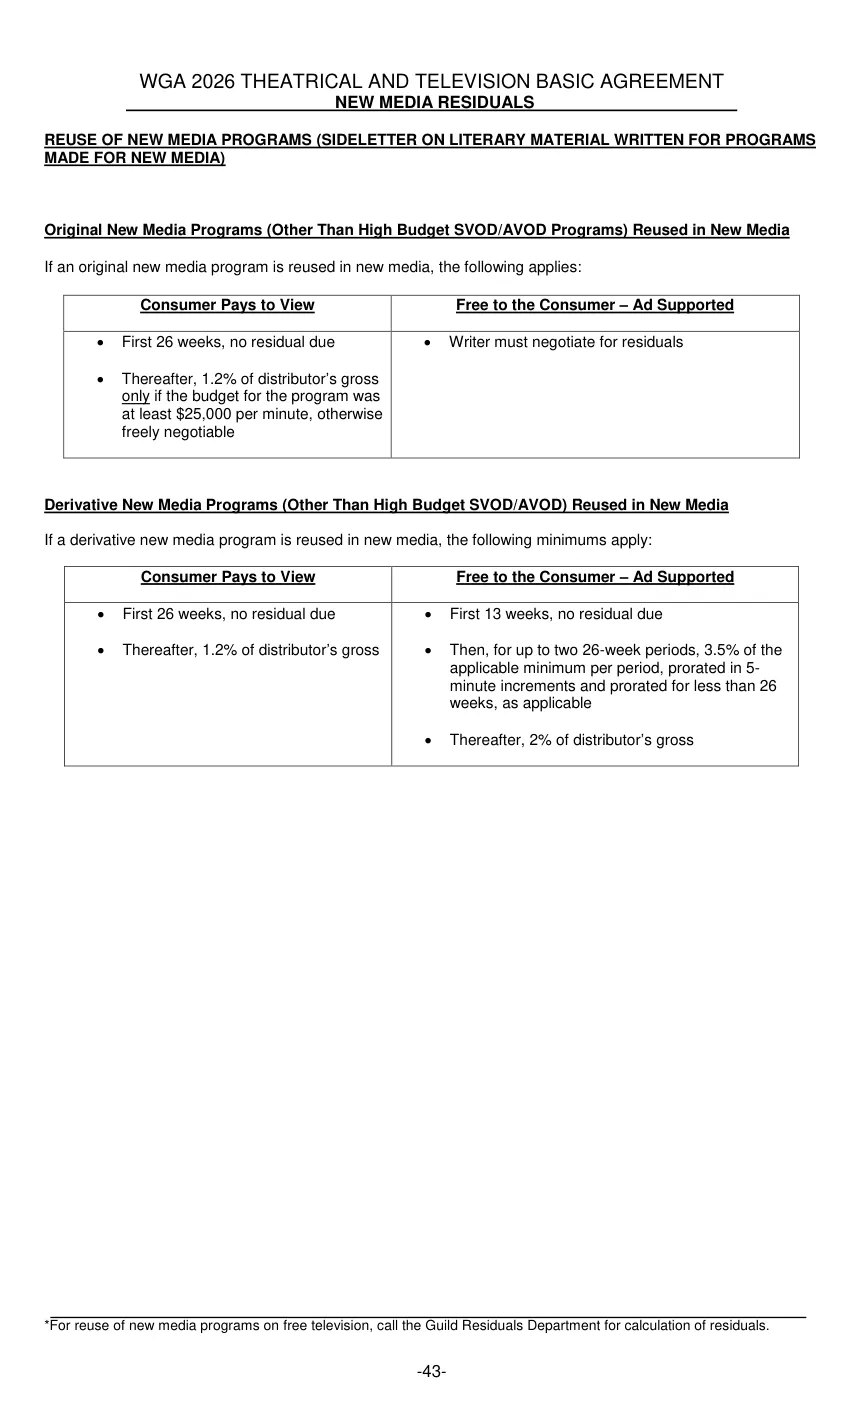 WGA 2026 THEATRICAL AND TELEVISION BASIC AGREEMENT
NEW MEDIA RESIDUALS
REUSE OF NEW MEDIA PROGRAMS (SIDELETTER ON LITERARY MATERIAL WRITTEN FOR PROGRAMS
MADE FOR NEW MEDIA)
Original New Media Programs (Other Than High Budget SVOD/AVOD Programs) Reused in New Media
If an original new media program is reused in new media, the following applies:
Consumer Pays to View
• First 26 weeks, no residual due
• Thereafter, 1.2% of distributor’s gross
only if the budget for the program was
at least $25,000 per minute, otherwise
freely negotiable
Free to the Consumer – Ad Supported
• Writer must negotiate for residuals
Derivative New Media Programs (Other Than High Budget SVOD/AVOD) Reused in New Media
If a derivative new media program is reused in new media, the following minimums apply:
Consumer Pays to View
• First 26 weeks, no residual due
• Thereafter, 1.2% of distributor’s gross
Free to the Consumer – Ad Supported
• First 13 weeks, no residual due
• Then, for up to two 26-week periods, 3.5% of the
applicable minimum per period, prorated in 5-
minute increments and prorated for less than 26
weeks, as applicable
• Thereafter, 2% of distributor’s gross
*For reuse of new media programs on free television, call the Guild Residuals Department for calculation of residuals.
-43-